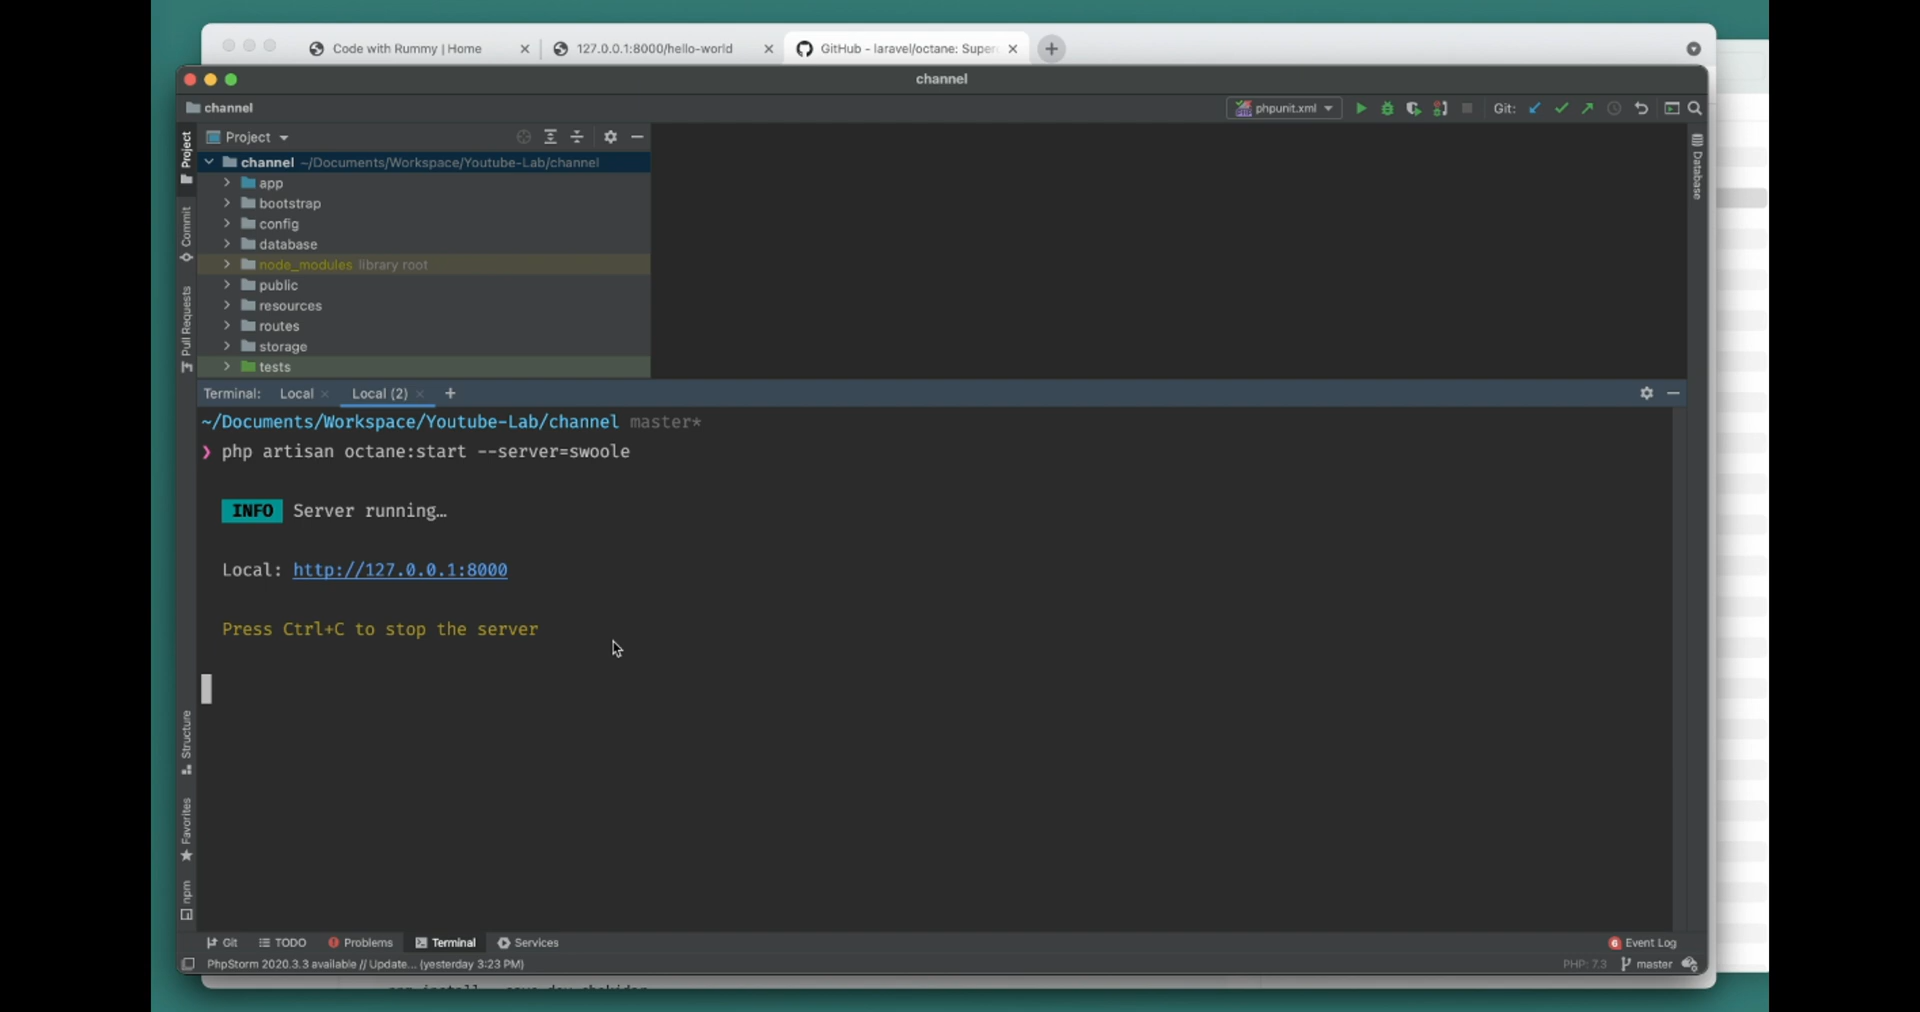 Code with Rummy | Home
127.0.0.1:8000/hello-world
GitHub - laravel/octane: Super
channel
channel
phpunit.xml
Git:
Project
Project
Commit
Pull Requests
Structure
Favorites
npm
Database
channel ~/Documents/Workspace/Youtube-Lab/channel
app
bootstrap
config
database
node_modules library root
public
resources
routes
storage
tests
Terminal: Local Local (2)
~/Documents/Workspace/Youtube-Lab/channel master*
❯ php artisan octane:start --server=swoole
INFO Server running…
Local: http://127.0.0.1:8000
Press Ctrl+C to stop the server
Git TODO Problems Terminal Services
6 Event Log
PhpStorm 2020.3.3 available // Update... (yesterday 3:23 PM)
PHP: 7.3 master